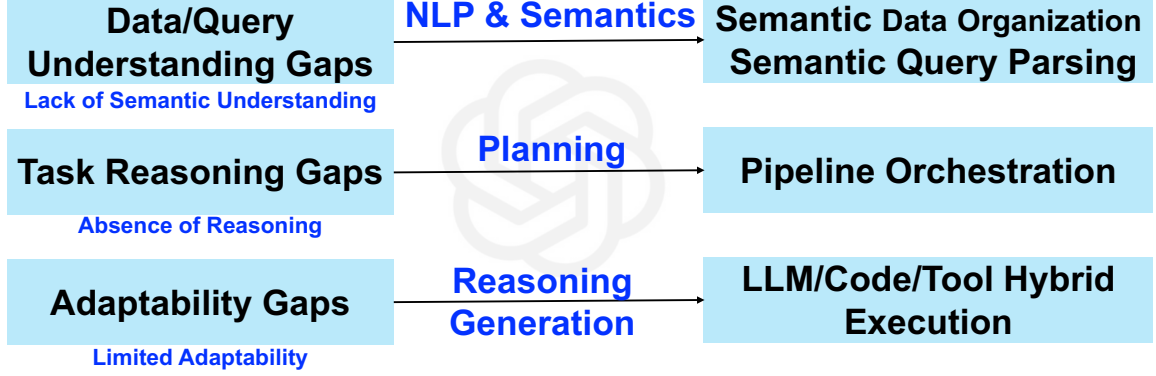 Data/Query
Understanding Gaps
Lack of Semantic Understanding
NLP & Semantics
Semantic Data Organization
Semantic Query Parsing
Task Reasoning Gaps
Absence of Reasoning
Planning
Pipeline Orchestration
Adaptability Gaps
Limited Adaptability
Reasoning
Generation
LLM/Code/Tool Hybrid
Execution